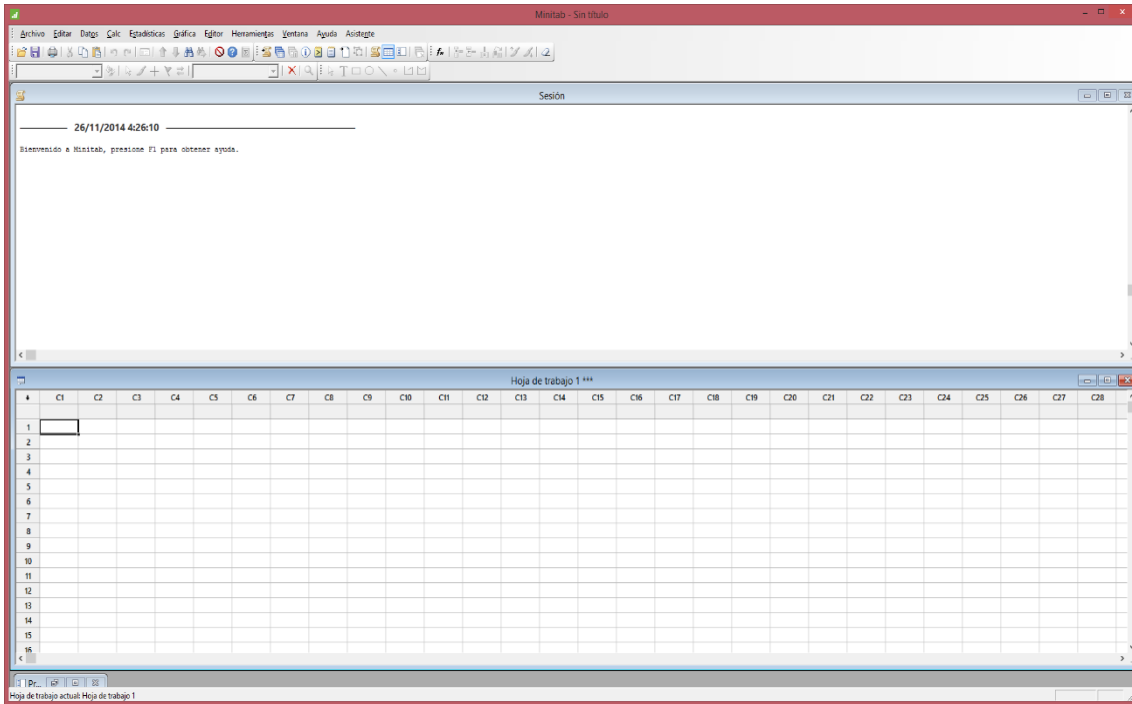 Minitab - Sin título
Archivo Editar Datos Calc Estadísticas Gráfica Editor Herramientas Ventana Ayuda Asistente
Sesión
26/11/2014 4:26:10
Bienvenido a Minitab, presione F1 para obtener ayuda.
Hoja de trabajo 1 ***
C1 C2 C3 C4 C5 C6 C7 C8 C9 C10 C11 C12 C13 C14 C15 C16 C17 C18 C19 C20 C21 C22 C23 C24 C25 C26 C27 C28
1
2
3
4
5
6
7
8
9
10
11
12
13
14
15
16
Pr...
Hoja de trabajo actual: Hoja de trabajo 1